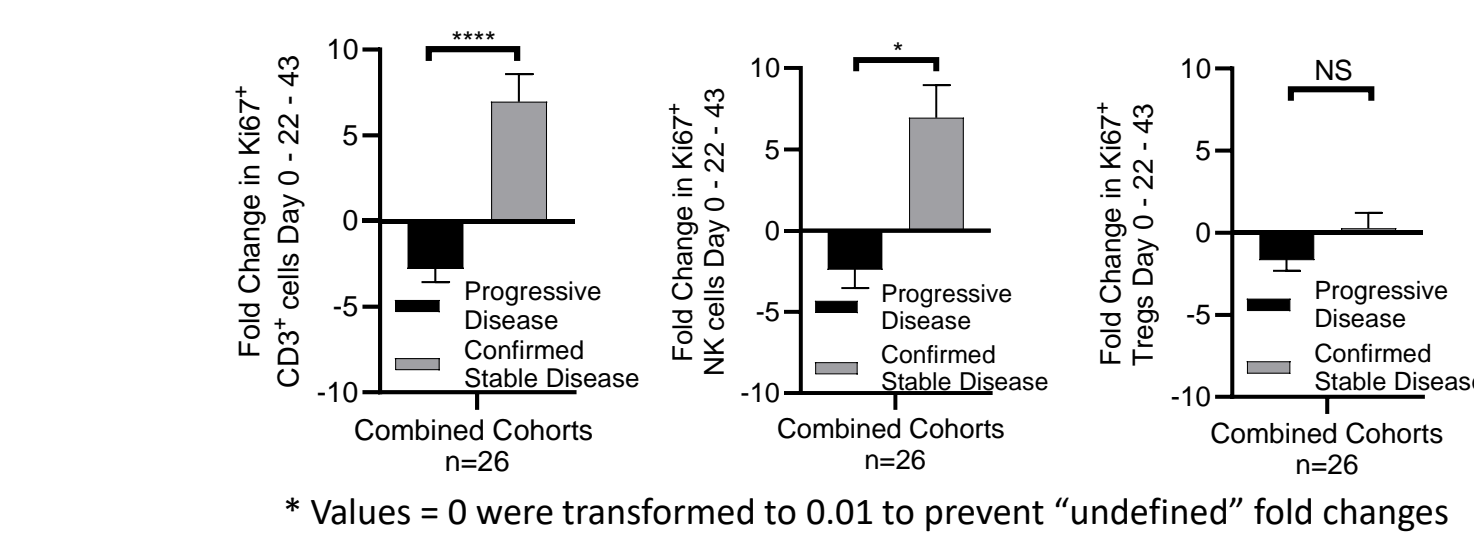 Fold Change in Ki67⁺
CD3⁺ cells Day 0 - 22 - 43
10
5
0
-5
-10
****
Progressive
Disease
Confirmed
Stable Disease
Combined Cohorts
n=26
Fold Change in Ki67⁺
NK cells Day 0 - 22 - 43
10
5
0
-5
-10
*
Progressive
Disease
Confirmed
Stable Disease
Combined Cohorts
n=26
Fold Change in Ki67⁺
Tregs Day 0 - 22 - 43
10
5
0
-5
-10
NS
Progressive
Disease
Confirmed
Stable Disease
Combined Cohorts
n=26
* Values = 0 were transformed to 0.01 to prevent “undefined” fold changes